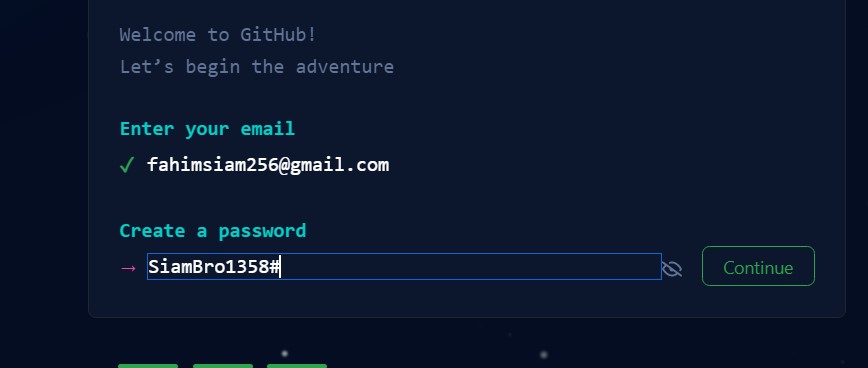 Welcome to GitHub!
Let’s begin the adventure
Enter your email
✓ fahimsiam256@gmail.com
Create a password
→ SiamBro1358#
Continue